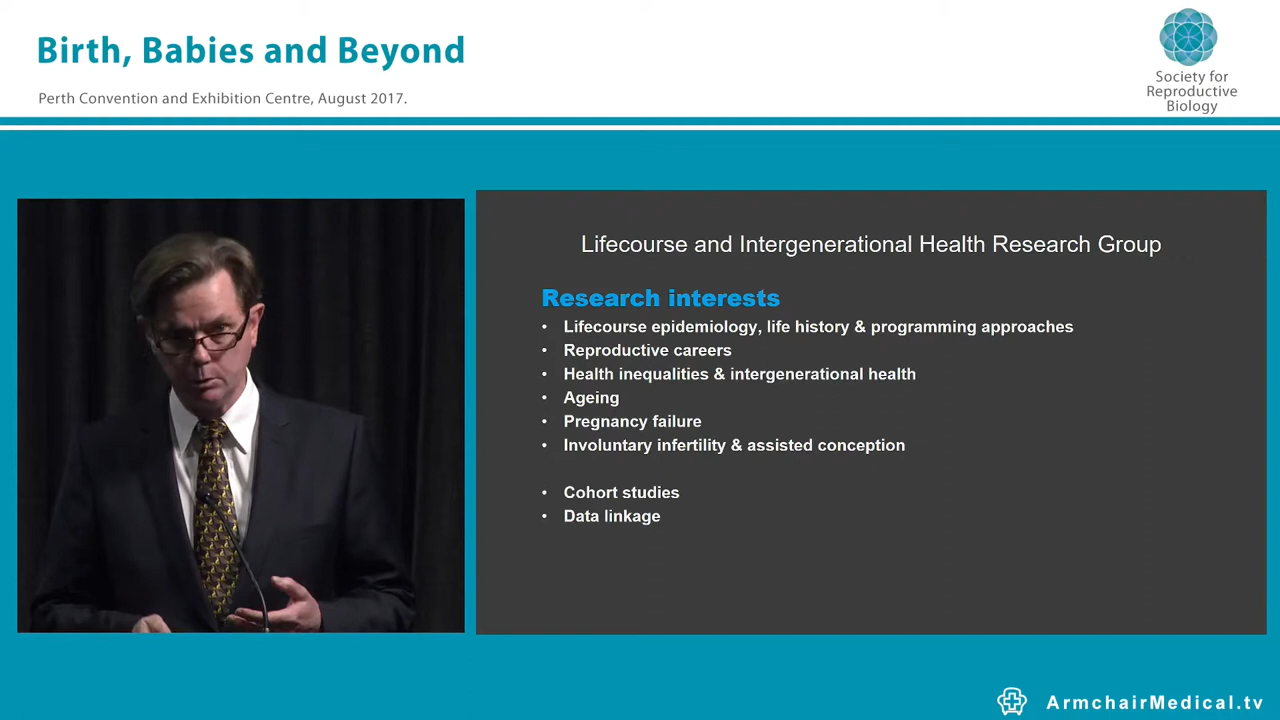 Birth, Babies and Beyond
Perth Convention and Exhibition Centre, August 2017.
Society for
Reproductive
Biology
Lifecourse and Intergenerational Health Research Group
Research interests
• Lifecourse epidemiology, life history & programming approaches
• Reproductive careers
• Health inequalities & intergenerational health
• Ageing
• Pregnancy failure
• Involuntary infertility & assisted conception
• Cohort studies
• Data linkage
ArmchairMedical.tv